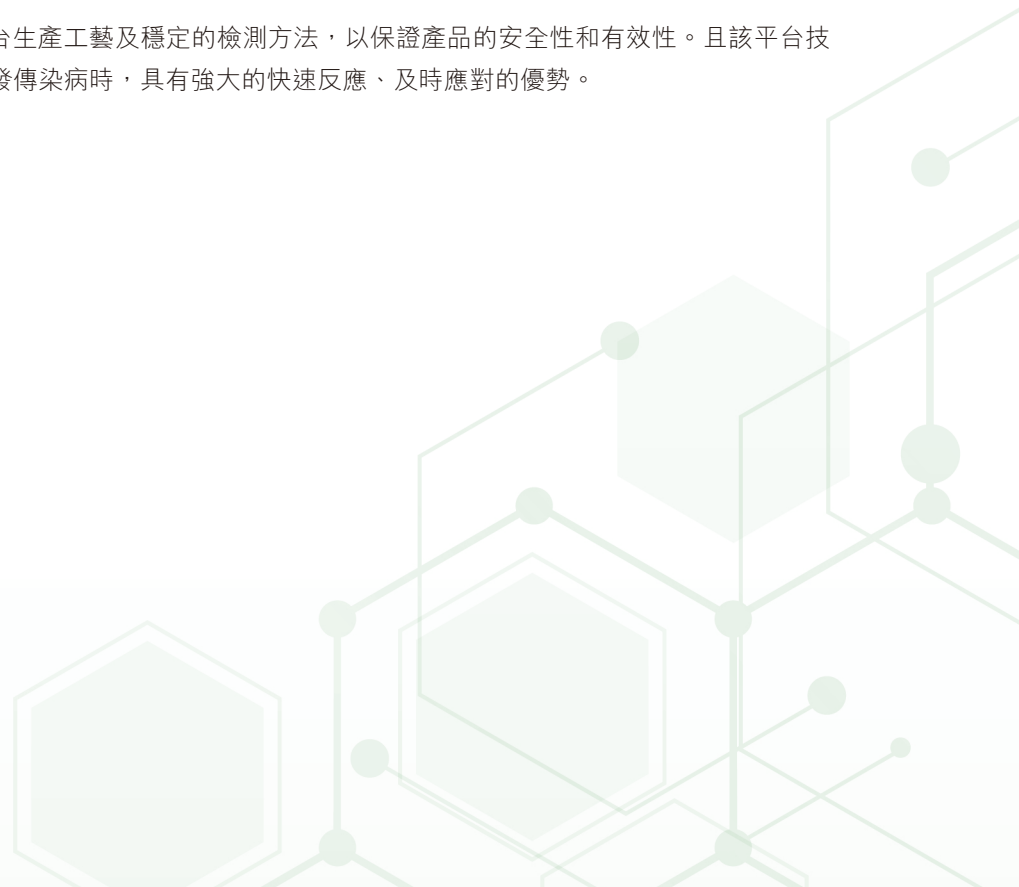 台生產工藝及穩定的檢測方法，以保證產品的安全性和有效性。且該平台技
發傳染病時，具有強大的快速反應、及時應對的優勢。